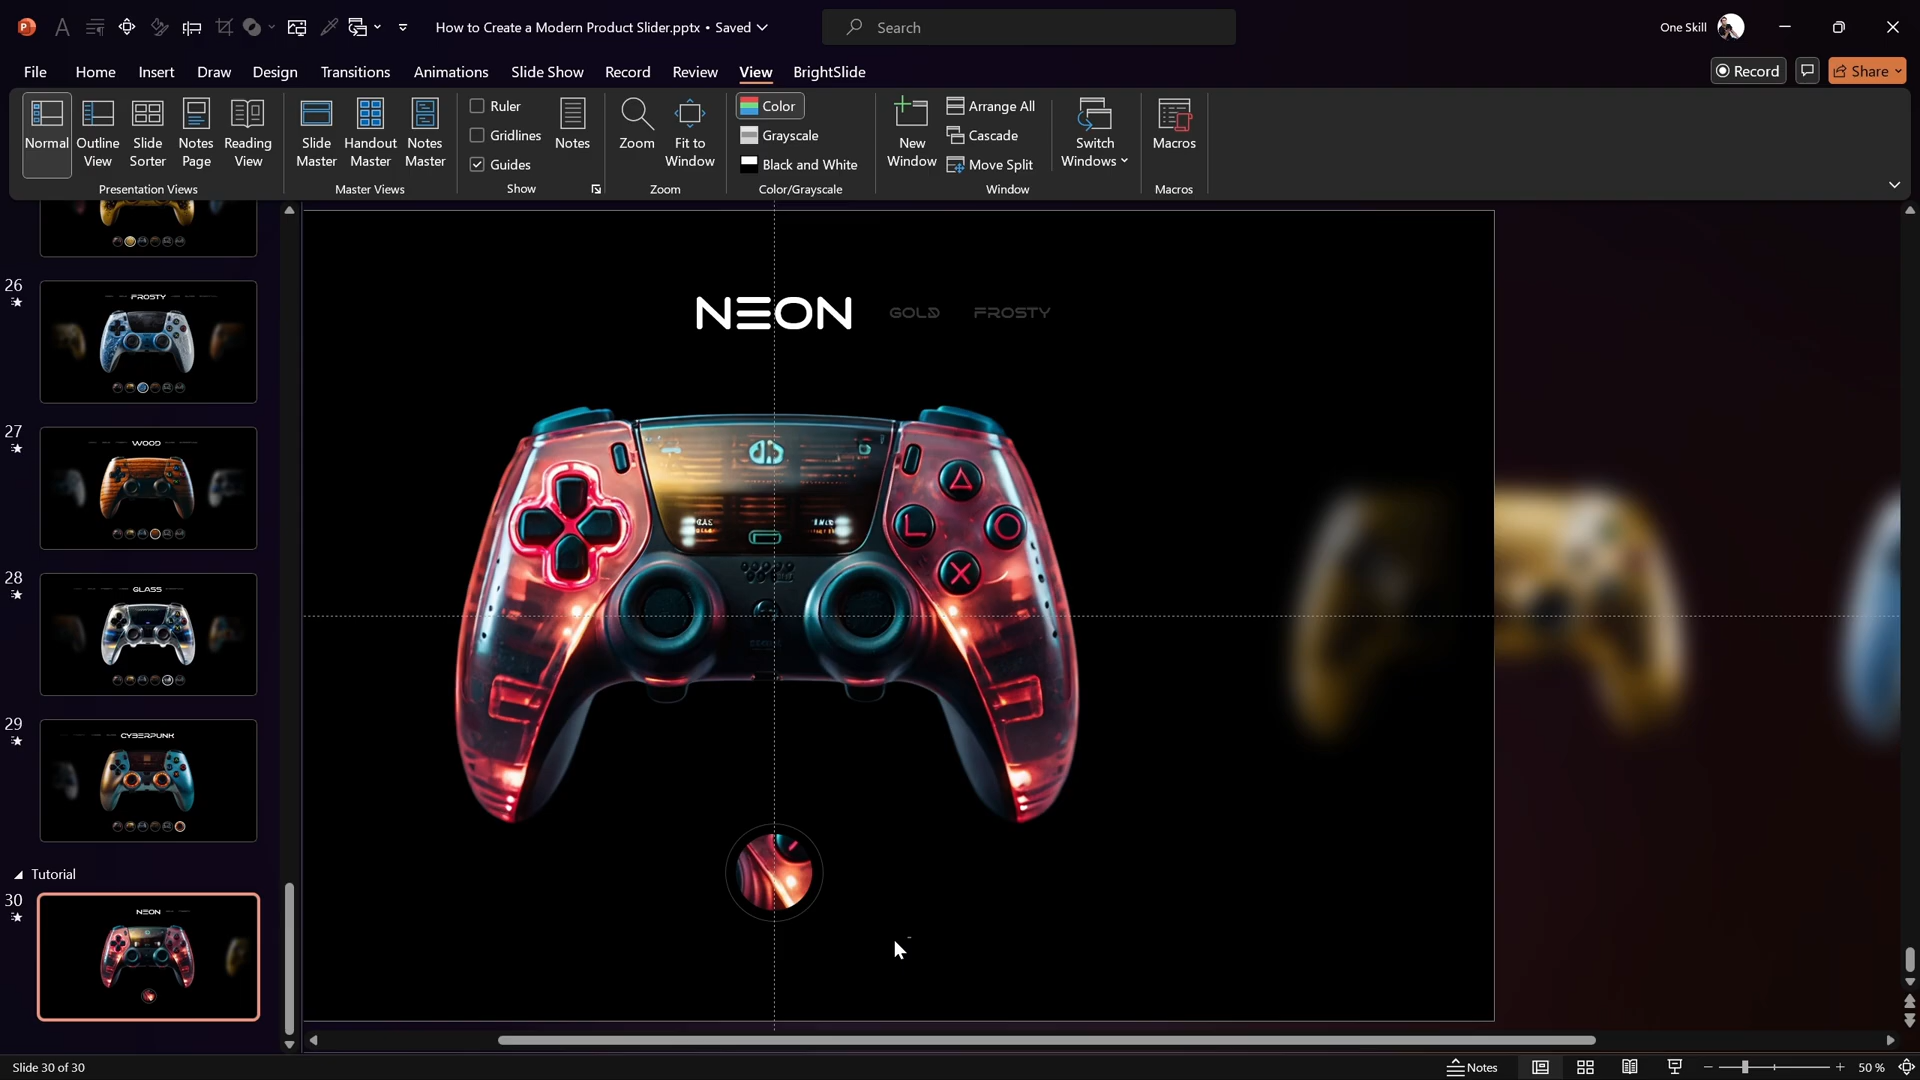 How to Create a Modern Product Slider.pptx • Saved
Search
One Skill
File Home Insert Draw Design Transitions Animations Slide Show Record Review View BrightSlide
Record
Share
Normal
Outline View
Slide Sorter
Notes Page
Reading View
Presentation Views
Slide Master
Handout Master
Notes Master
Master Views
Ruler
Gridlines
Guides
Notes
Show
Zoom
Fit to Window
Zoom
Color
Grayscale
Black and White
Color/Grayscale
New Window
Arrange All
Cascade
Move Split
Switch Windows
Window
Macros
Macros
26
FROSTY
27
WOOD
28
GLASS
29
CYBERPUNK
Tutorial
30
NEON
NEON GOLD FROSTY
Slide 30 of 30
Notes
50 %